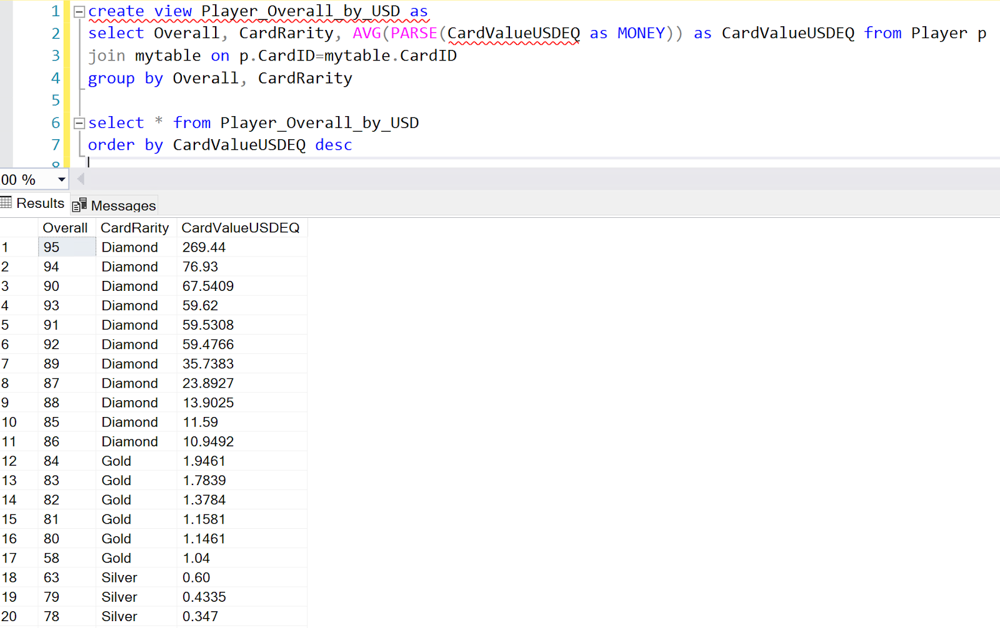 1 create view Player_Overall_by_USD as
2 select Overall, CardRarity, AVG(PARSE(CardValueUSDEQ as MONEY)) as CardValueUSDEQ from Player p
3 join mytable on p.CardID=mytable.CardID
4 group by Overall, CardRarity
5
6 select * from Player_Overall_by_USD
7 order by CardValueUSDEQ desc
8
00 %
Results Messages
Overall CardRarity CardValueUSDEQ
1 95 Diamond 269.44
2 94 Diamond 76.93
3 90 Diamond 67.5409
4 93 Diamond 59.62
5 91 Diamond 59.5308
6 92 Diamond 59.4766
7 89 Diamond 35.7383
8 87 Diamond 23.8927
9 88 Diamond 13.9025
10 85 Diamond 11.59
11 86 Diamond 10.9492
12 84 Gold 1.9461
13 83 Gold 1.7839
14 82 Gold 1.3784
15 81 Gold 1.1581
16 80 Gold 1.1461
17 58 Gold 1.04
18 63 Silver 0.60
19 79 Silver 0.4335
20 78 Silver 0.347